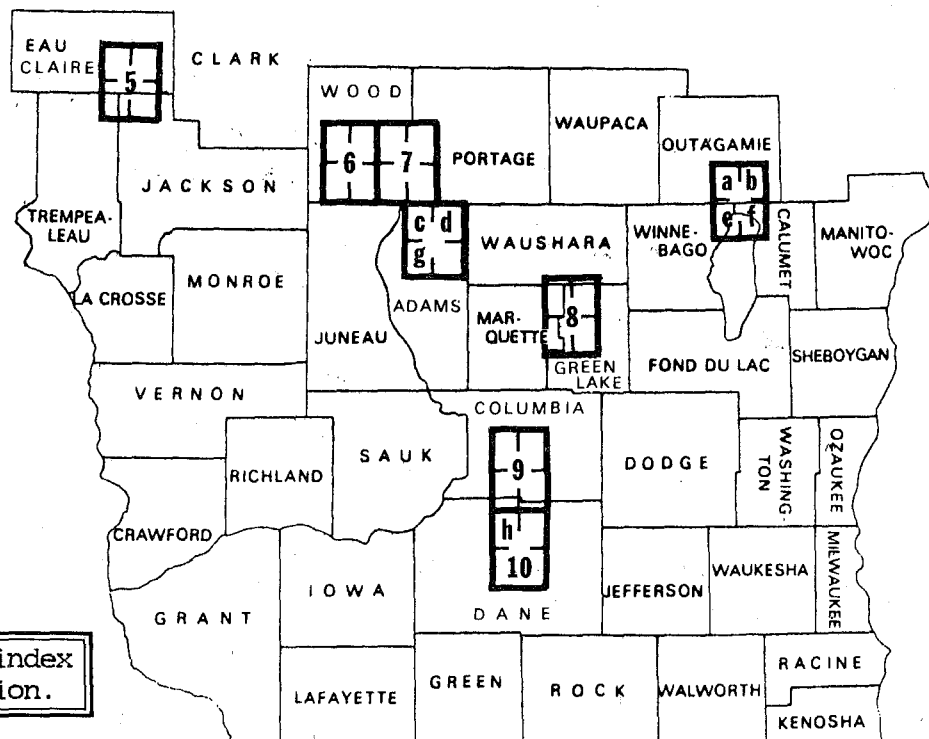 EAU
CLAIRE
CLARK
5
WOOD
WAUPACA
OUTAGAMIE
6
7
PORTAGE
a b
JACKSON
TREMPEA-
LEAU
c d
g
WAUSHARA
WINNE-
BAGO
e f
CALUMET
MANITO-
WOC
MONROE
LA CROSSE
ADAMS
JUNEAU
MAR-
QUETTE
8
GREEN
LAKE
FOND DU LAC
SHEBOYGAN
VERNON
COLUMBIA
SAUK
RICHLAND
9
DODGE
WASHING-
TON
OZAUKEE
CRAWFORD
h
10
IOWA
DANE
JEFFERSON
WAUKESHA
MILWAUKEE
GRANT
index
ion.
LAFAYETTE
GREEN
ROCK
WALWORTH
RACINE
KENOSHA